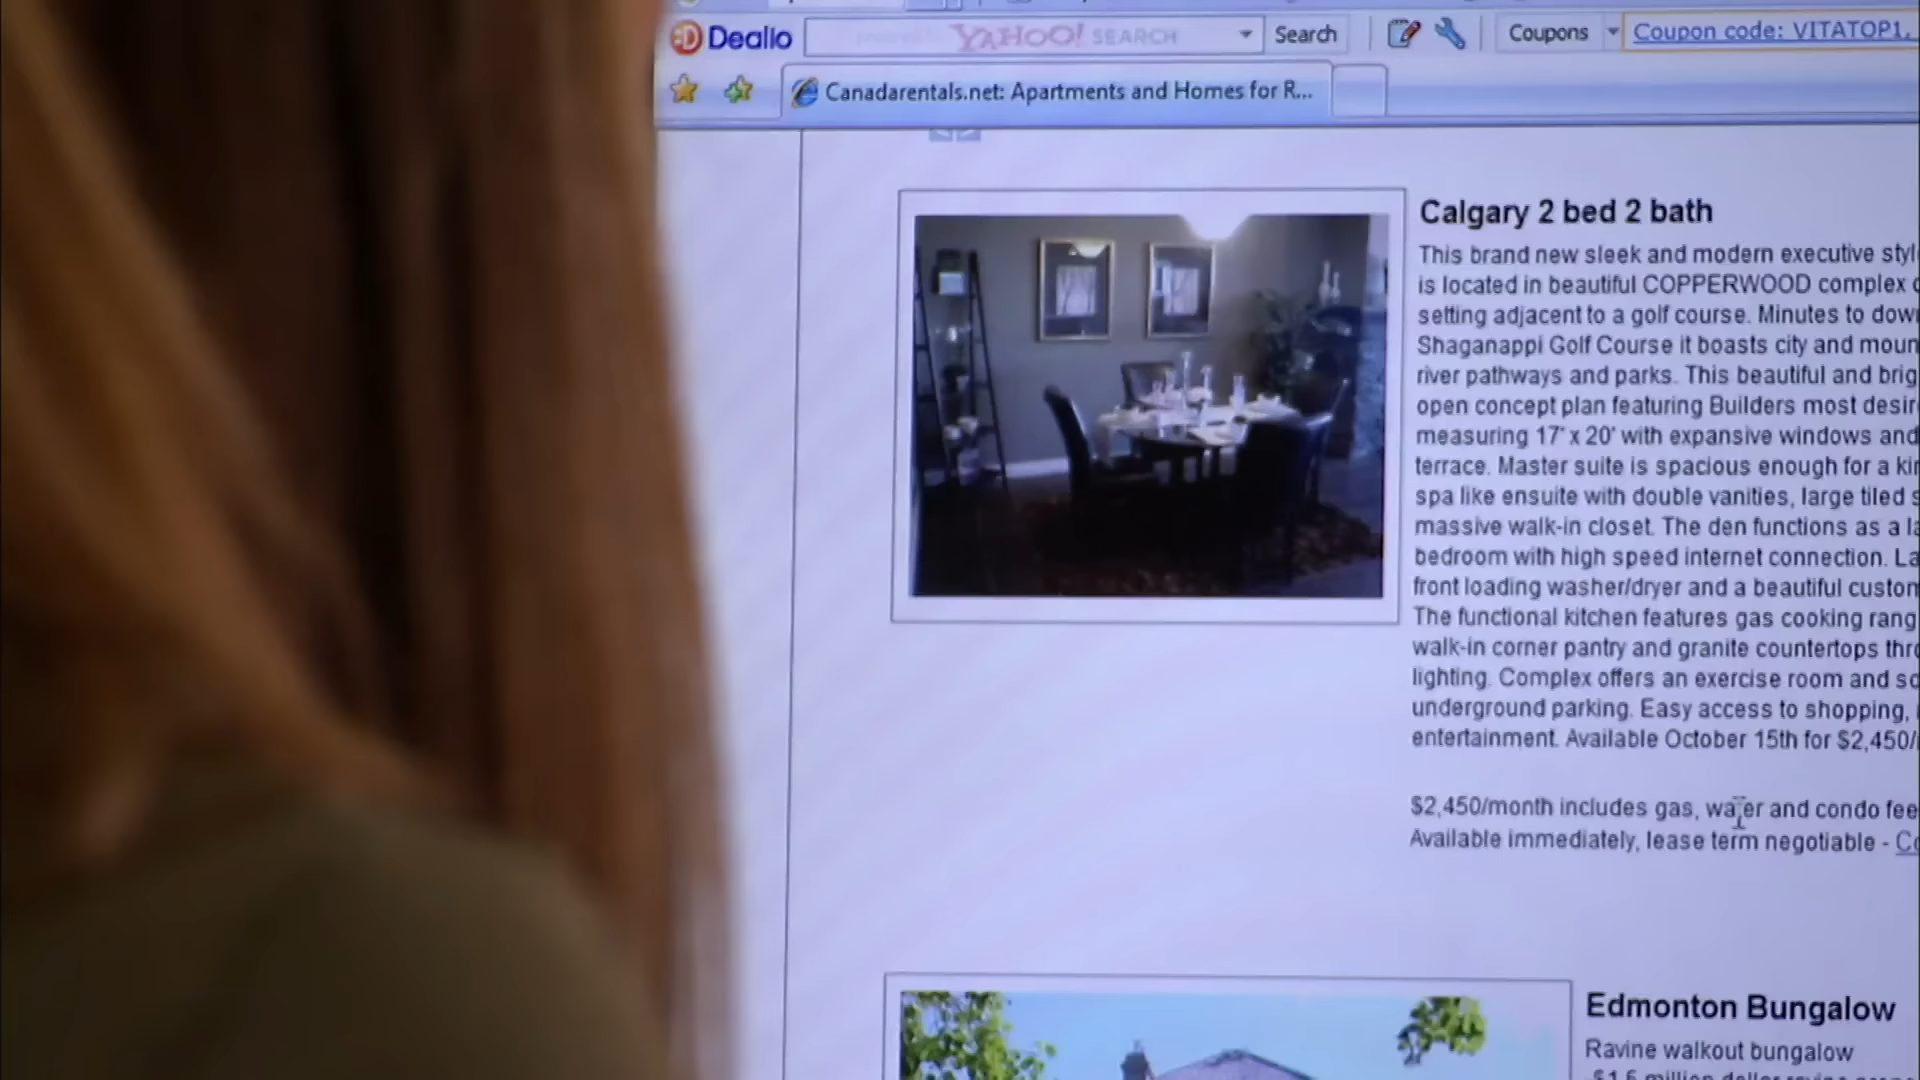 Dealio YAHOO! SEARCH Search Coupons Coupon code: VITATOP1,
Canadarentals.net: Apartments and Homes for R...
Calgary 2 bed 2 bath
This brand new sleek and modern executive styl
is located in beautiful COPPERWOOD complex
setting adjacent to a golf course. Minutes to dow
Shaganappi Golf Course it boasts city and moun
river pathways and parks. This beautiful and brig
open concept plan featuring Builders most desir
measuring 17' x 20' with expansive windows and
terrace. Master suite is spacious enough for a kin
spa like ensuite with double vanities, large tiled s
massive walk-in closet. The den functions as a la
bedroom with high speed internet connection. La
front loading washer/dryer and a beautiful custom
The functional kitchen features gas cooking rang
walk-in corner pantry and granite countertops thro
lighting. Complex offers an exercise room and so
underground parking. Easy access to shopping,
entertainment. Available October 15th for $2,450/
$2,450/month includes gas, water and condo fee
Available immediately, lease term negotiable - Co
Edmonton Bungalow
Ravine walkout bungalow